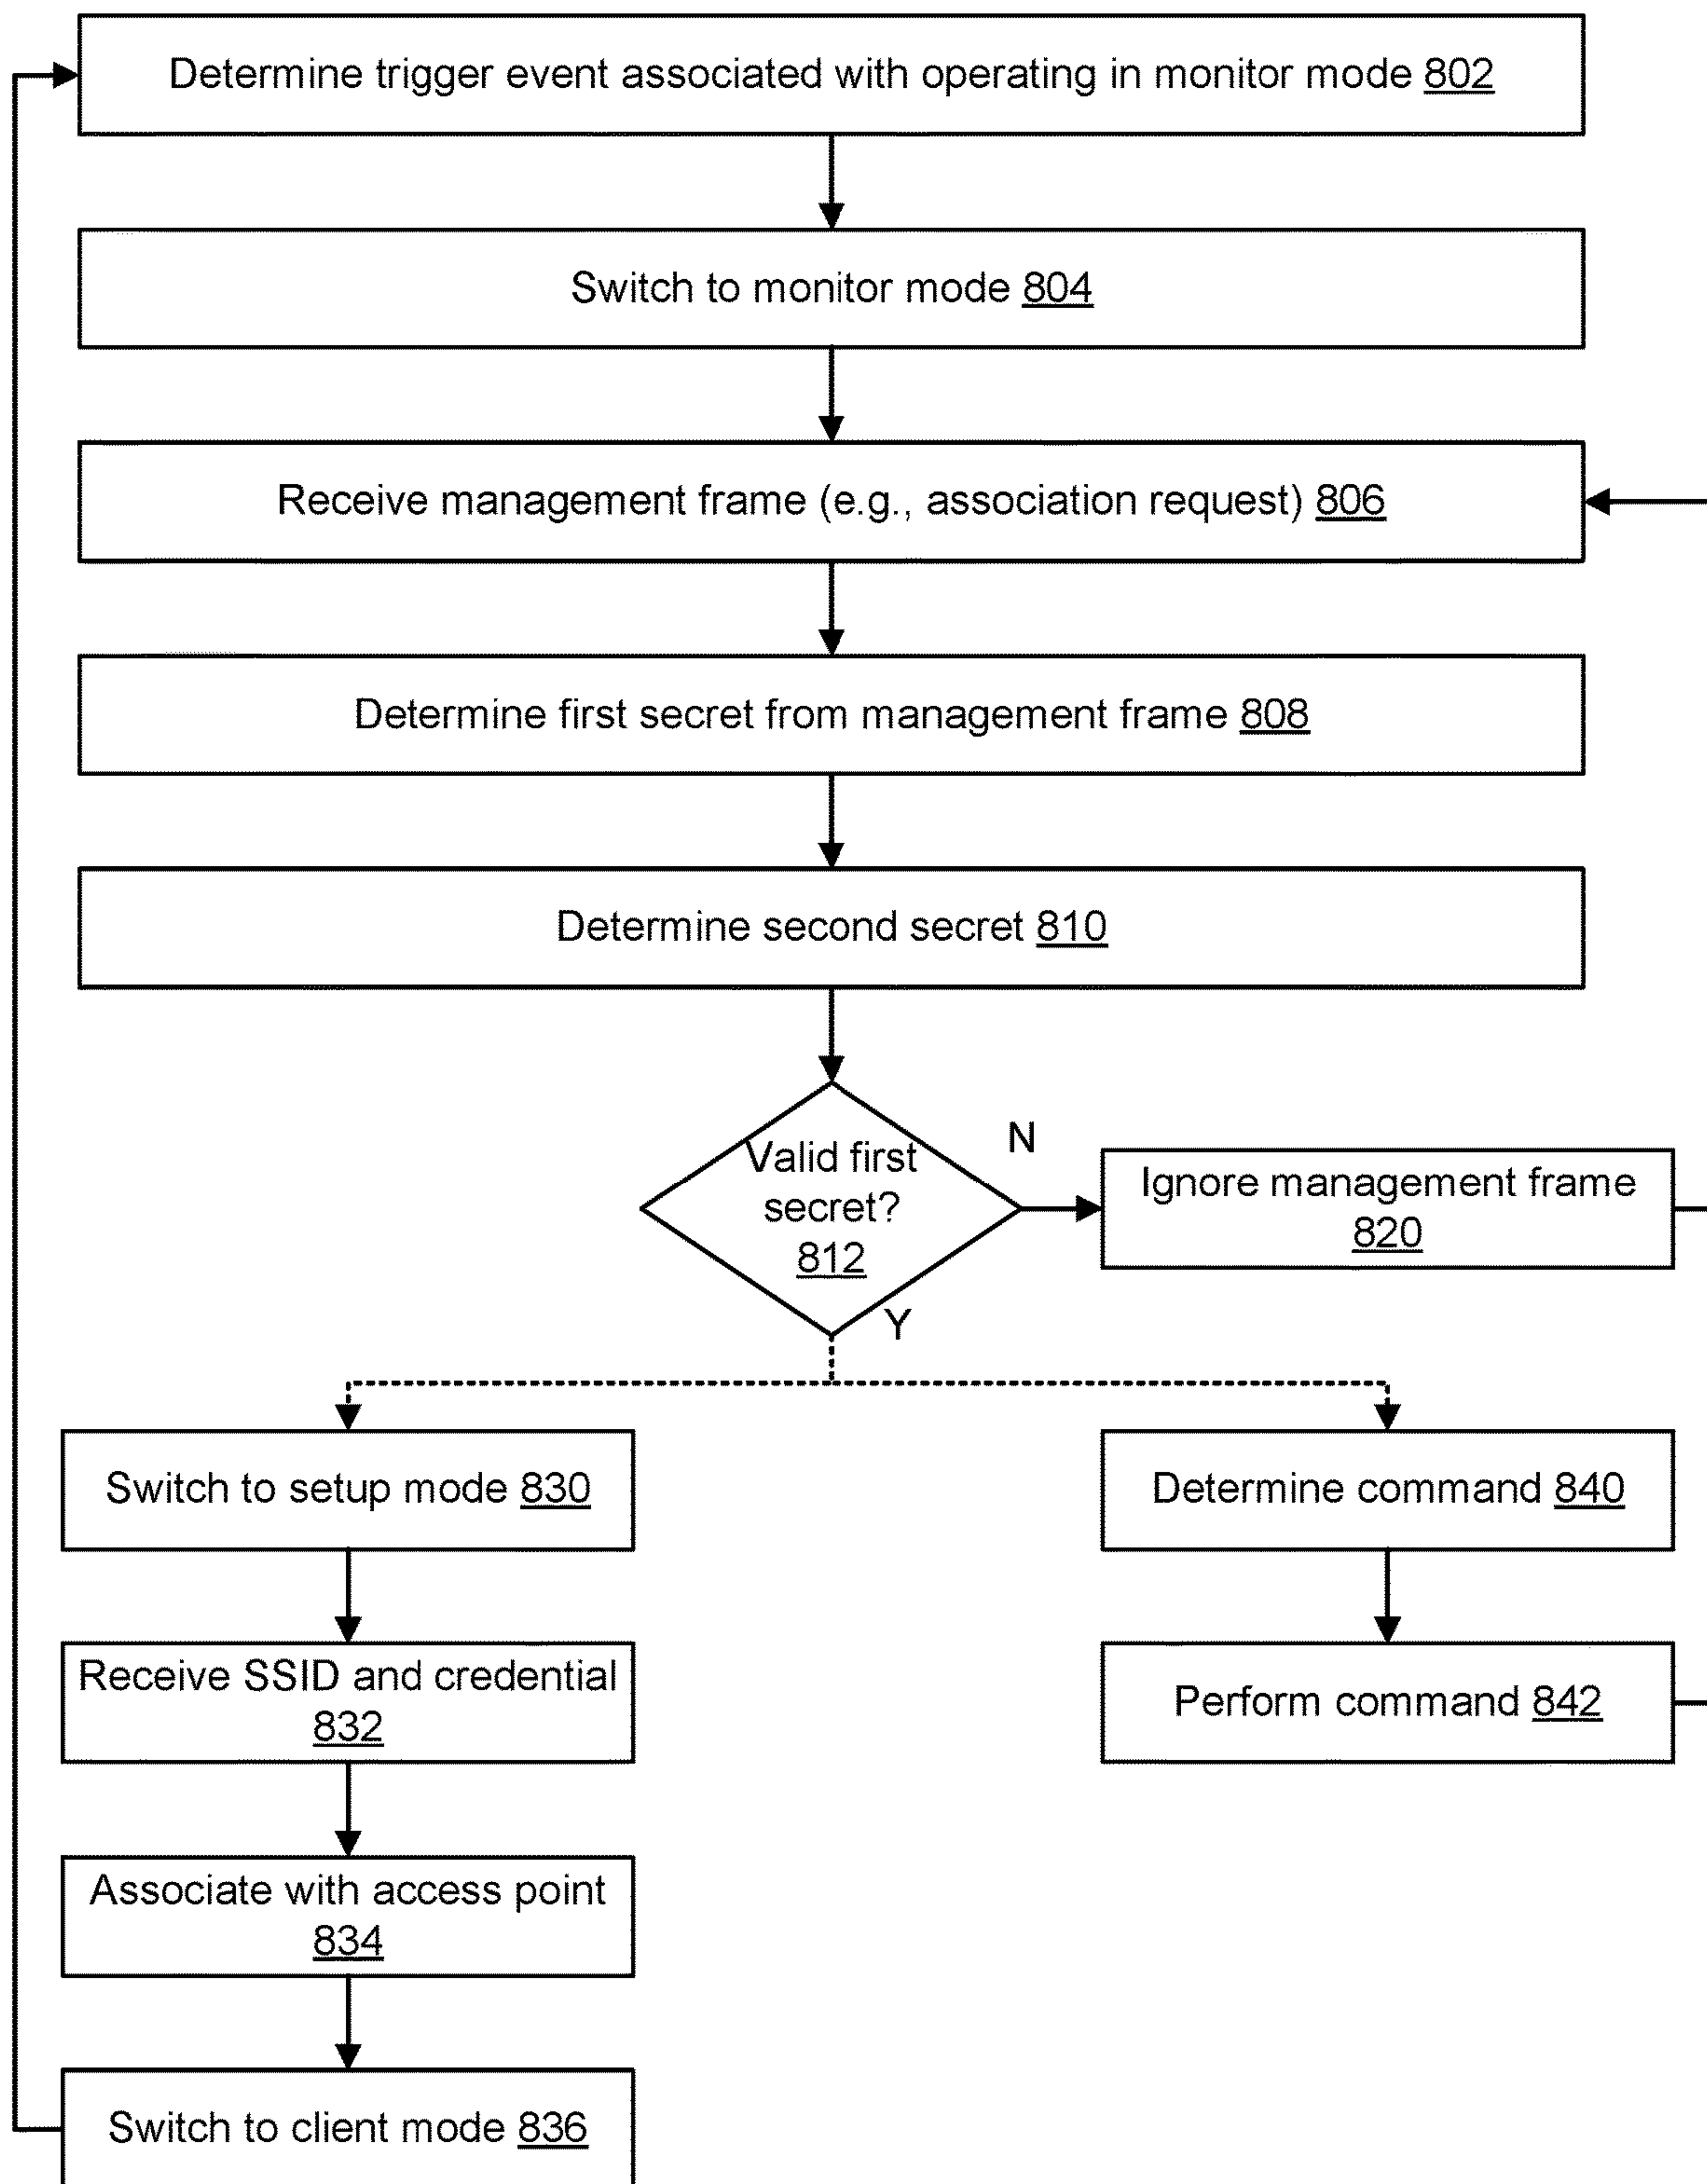 Determine trigger event associated with operating in monitor mode 802
Switch to monitor mode 804
Receive management frame (e.g., association request) 806
Determine first secret from management frame 808
Determine second secret 810
Valid first
secret?
812
N
Ignore management frame
820
Y
Switch to setup mode 830
Determine command 840
Receive SSID and credential
832
Perform command 842
Associate with access point
834
Switch to client mode 836